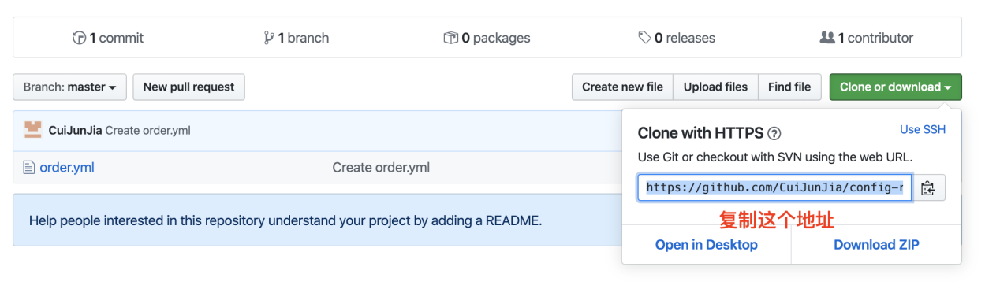 1 commit
1 branch
0 packages
0 releases
1 contributor
Branch: master
New pull request
Create new file
Upload files
Find file
Clone or download
CuiJunJia Create order.yml
order.yml
Create order.yml
Help people interested in this repository understand your project by adding a README.
Clone with HTTPS
Use SSH
Use Git or checkout with SVN using the web URL.
https://github.com/CuiJunJia/config-r
复制这个地址
Open in Desktop
Download ZIP